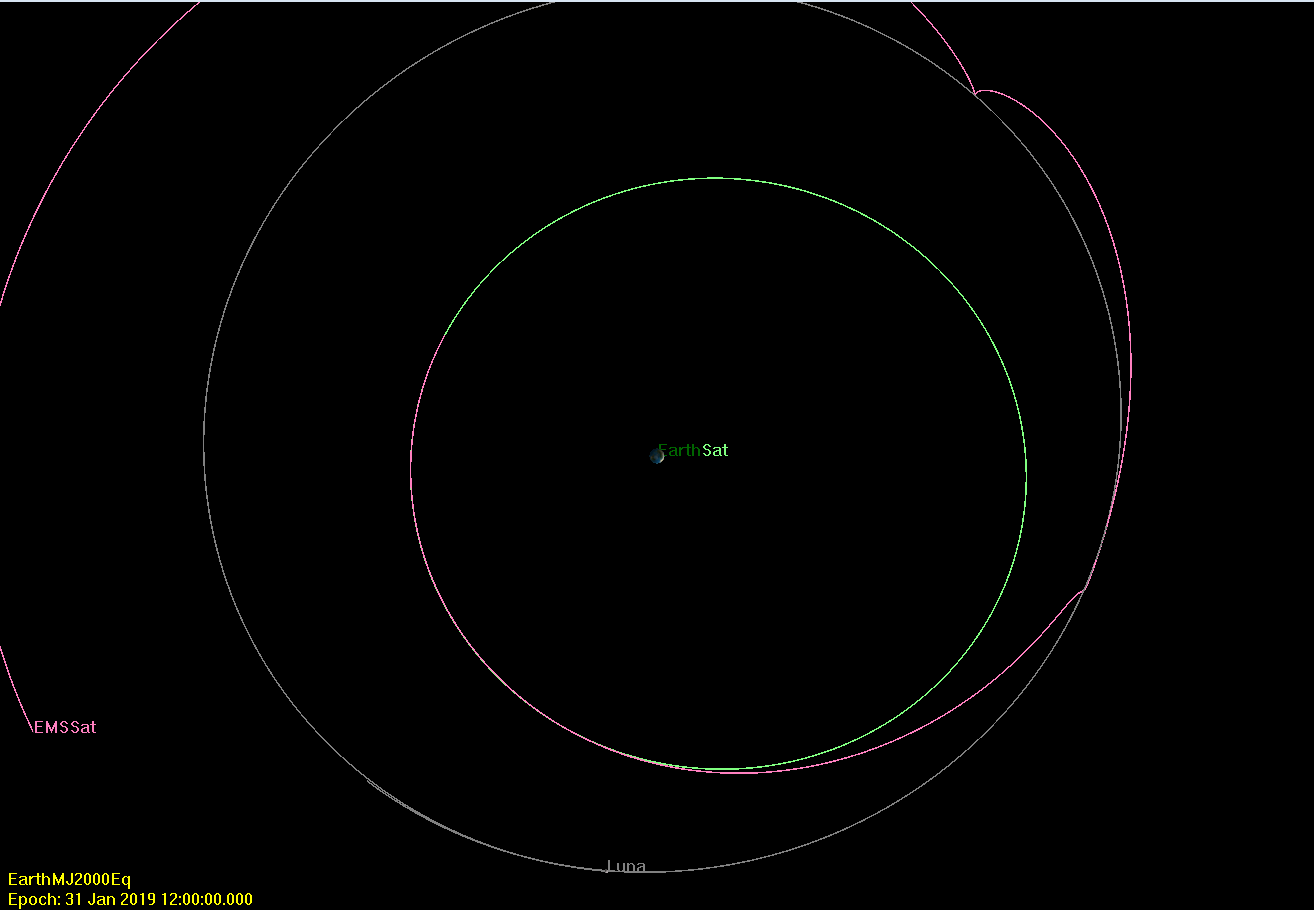 EarthSat
EMSSat
Luna
EarthMJ2000Eq
Epoch: 31 Jan 2019 12:00:00.000